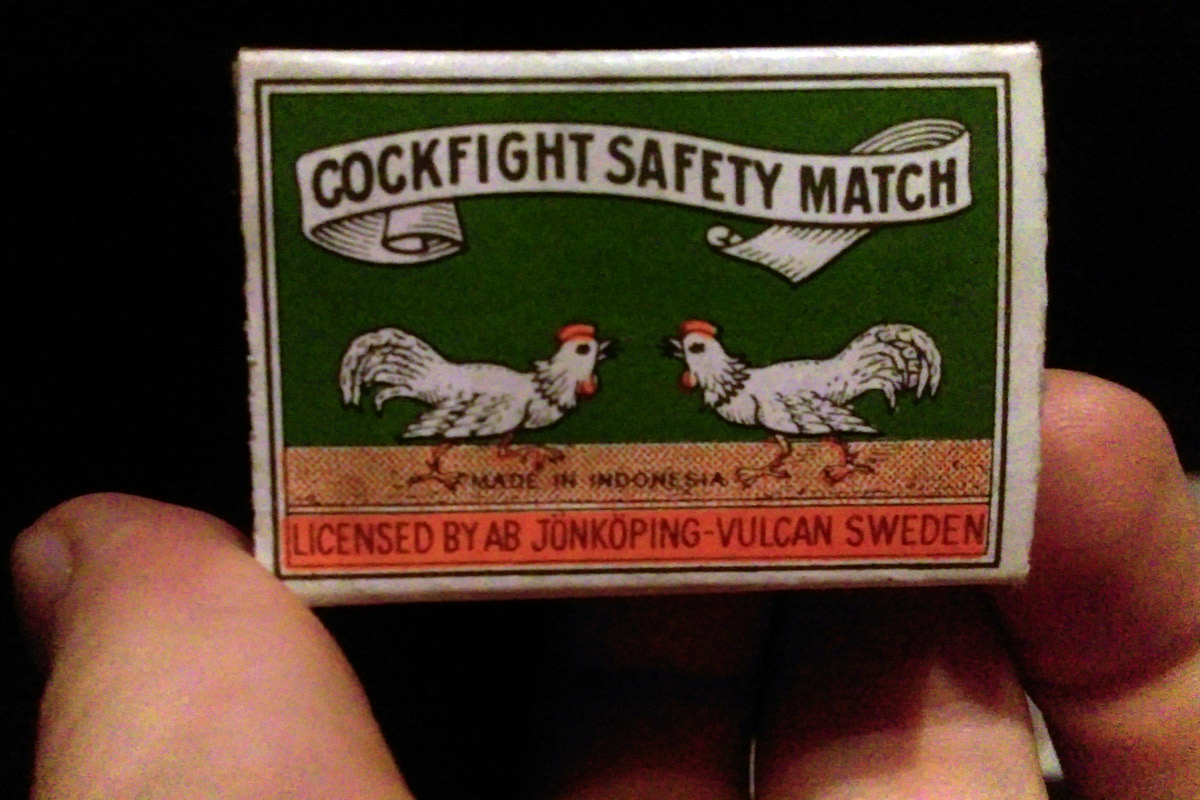 COCKFIGHT SAFETY MATCH
MADE IN INDONESIA
LICENSED BY AB JÖNKÖPING-VULCAN SWEDEN